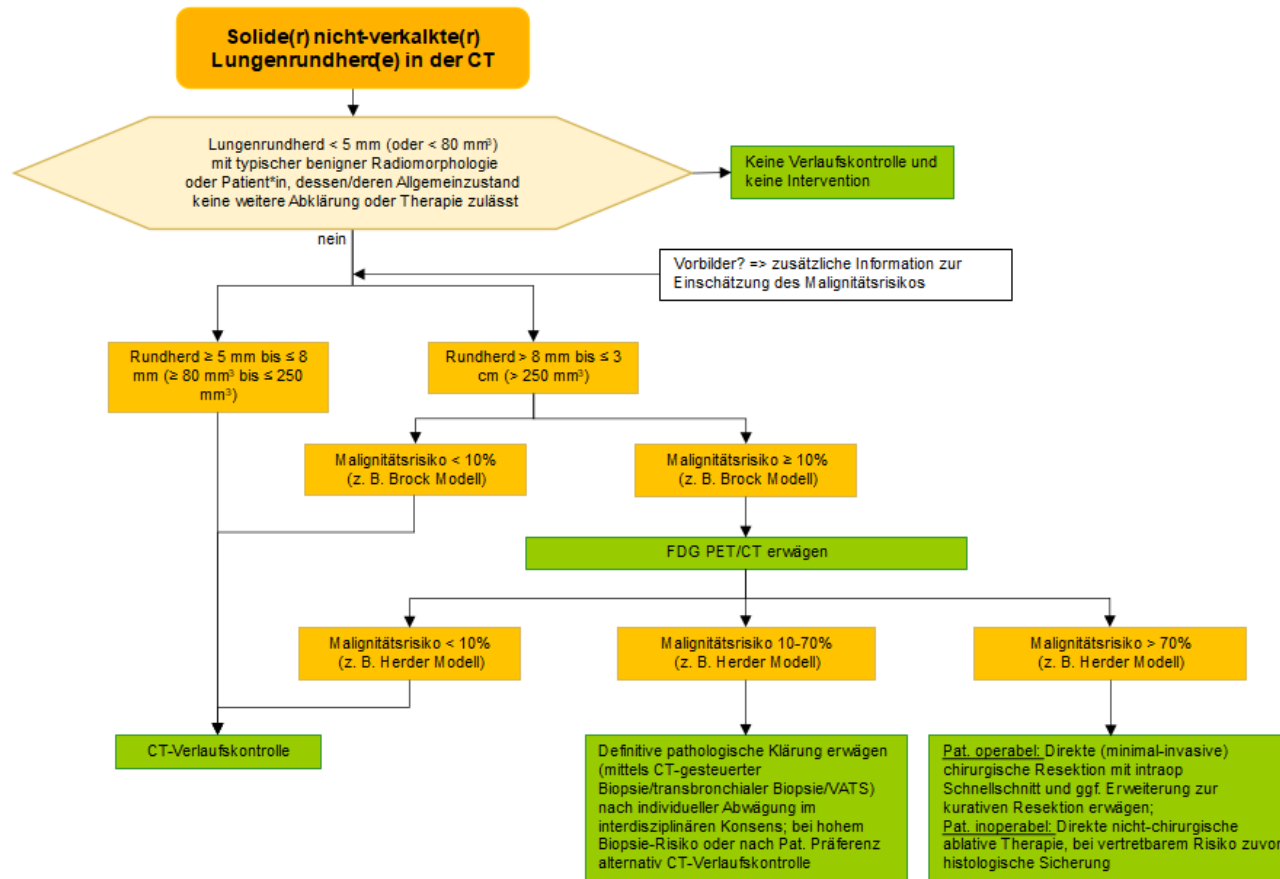 Solide(r) nicht-verkalkte(r)
Lungenrundherd(e) in der CT
Lungenrundherd < 5 mm (oder < 80 mm³)
mit typischer benigner Radiomorphologie
oder Patient*in, dessen/deren Allgemeinzustand
keine weitere Abklärung oder Therapie zulässt
Keine Verlaufskontrolle und
keine Intervention
nein
Vorbilder? => zusätzliche Information zur
Einschätzung des Malignitätsrisikos
Rundherd ≥ 5 mm bis ≤ 8
mm (≥ 80 mm³ bis ≤ 250
mm³)
Rundherd > 8 mm bis ≤ 3
cm (> 250 mm³)
Malignitätsrisiko < 10%
(z. B. Brock Modell)
Malignitätsrisiko ≥ 10%
(z. B. Brock Modell)
FDG PET/CT erwägen
Malignitätsrisiko < 10%
(z. B. Herder Modell)
Malignitätsrisiko 10-70%
(z. B. Herder Modell)
Malignitätsrisiko > 70%
(z. B. Herder Modell)
CT-Verlaufskontrolle
Definitive pathologische Klärung erwägen
(mittels CT-gesteuerter
Biopsie/transbronchialer Biopsie/VATS)
nach individueller Abwägung im
interdisziplinären Konsens; bei hohem
Biopsie-Risiko oder nach Pat. Präferenz
alternativ CT-Verlaufskontrolle
Pat. operabel: Direkte (minimal-invasive)
chirurgische Resektion mit intraop
Schnellschnitt und ggf. Erweiterung zur
kurativen Resektion erwägen;
Pat. inoperabel: Direkte nicht-chirurgische
ablative Therapie, bei vertretbarem Risiko zuvor
histologische Sicherung